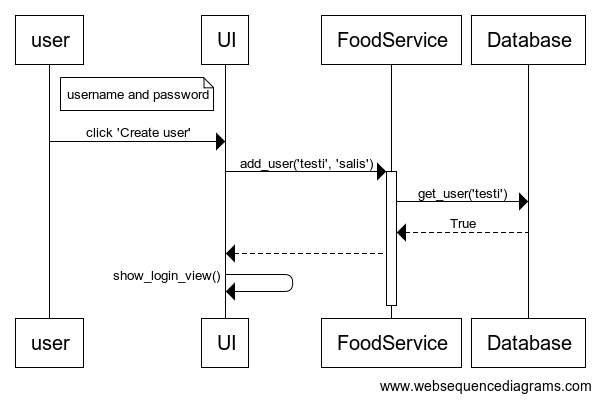 user UI FoodService Database
username and password
click 'Create user'
add_user('testi', 'salis')
get_user('testi')
True
show_login_view()
user UI FoodService Database
www.websequencediagrams.com